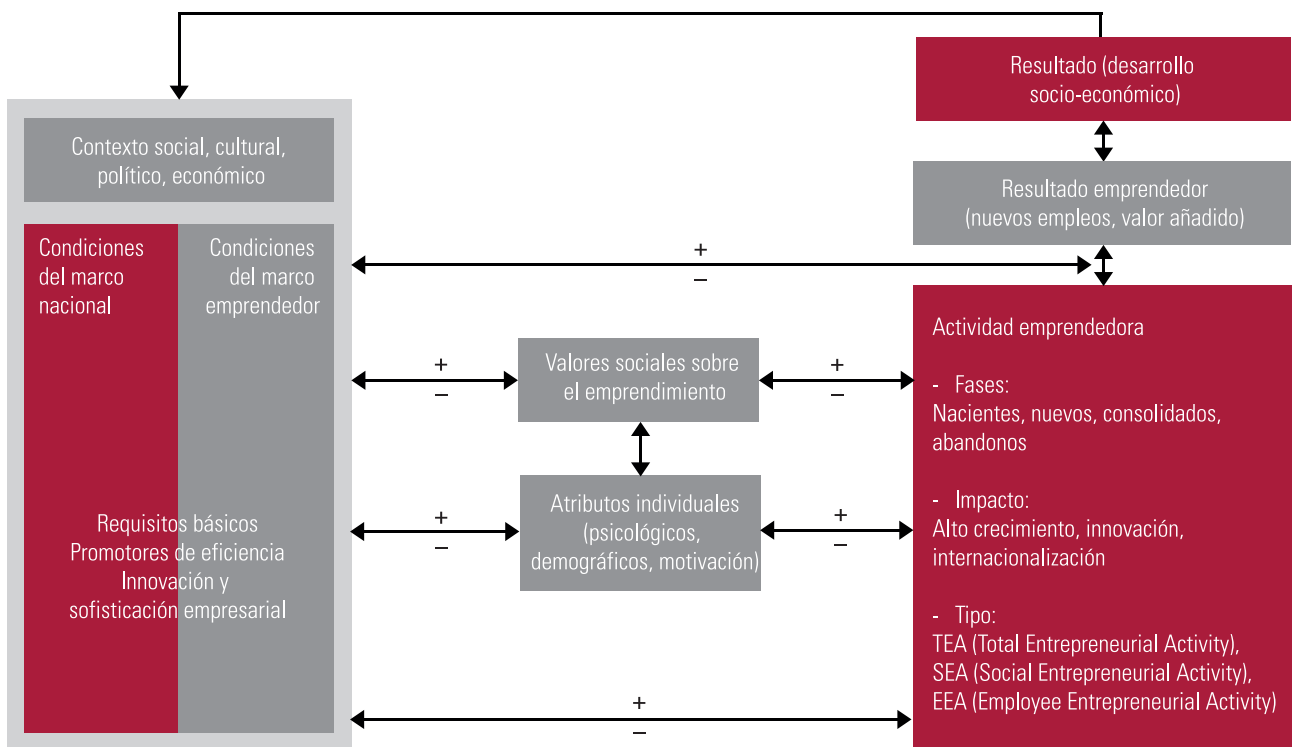 Resultado (desarrollo
socio-económico)
Contexto social, cultural,
político, económico
Resultado emprendedor
(nuevos empleos, valor añadido)
Condiciones
del marco
nacional
Condiciones
del marco
emprendedor
+
–
Actividad emprendedora
- Fases:
Nacientes, nuevos, consolidados,
abandonos
- Impacto:
Alto crecimiento, innovación,
internacionalización
- Tipo:
TEA (Total Entrepreneurial Activity),
SEA (Social Entrepreneurial Activity),
EEA (Employee Entrepreneurial Activity)
+
–
Valores sociales sobre
el emprendimiento
+
–
Requisitos básicos
Promotores de eficiencia
Innovación y
sofisticación empresarial
+
–
Atributos individuales
(psicológicos,
demográficos, motivación)
+
–
+
–